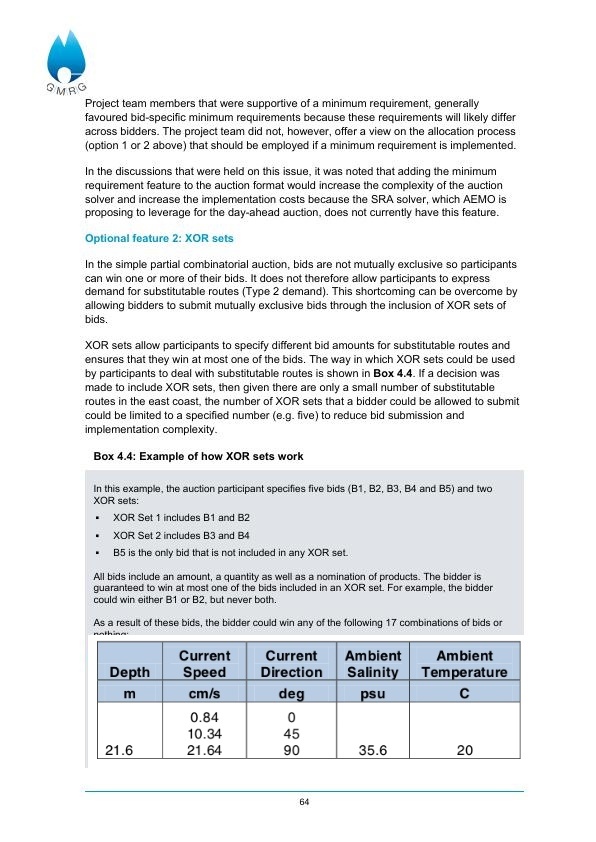 GMRG
Project team members that were supportive of a minimum requirement, generally
favoured bid-specific minimum requirements because these requirements will likely differ
across bidders. The project team did not, however, offer a view on the allocation process
(option 1 or 2 above) that should be employed if a minimum requirement is implemented.
In the discussions that were held on this issue, it was noted that adding the minimum
requirement feature to the auction format would increase the complexity of the auction
solver and increase the implementation costs because the SRA solver, which AEMO is
proposing to leverage for the day-ahead auction, does not currently have this feature.
Optional feature 2: XOR sets
In the simple partial combinatorial auction, bids are not mutually exclusive so participants
can win one or more of their bids. It does not therefore allow participants to express
demand for substitutable routes (Type 2 demand). This shortcoming can be overcome by
allowing bidders to submit mutually exclusive bids through the inclusion of XOR sets of
bids.
XOR sets allow participants to specify different bid amounts for substitutable routes and
ensures that they win at most one of the bids. The way in which XOR sets could be used
by participants to deal with substitutable routes is shown in Box 4.4. If a decision was
made to include XOR sets, then given there are only a small number of substitutable
routes in the east coast, the number of XOR sets that a bidder could be allowed to submit
could be limited to a specified number (e.g. five) to reduce bid submission and
implementation complexity.
Box 4.4: Example of how XOR sets work
In this example, the auction participant specifies five bids (B1, B2, B3, B4 and B5) and two
XOR sets:
▪ XOR Set 1 includes B1 and B2
▪ XOR Set 2 includes B3 and B4
▪ B5 is the only bid that is not included in any XOR set.
All bids include an amount, a quantity as well as a nomination of products. The bidder is
guaranteed to win at most one of the bids included in an XOR set. For example, the bidder
could win either B1 or B2, but never both.
As a result of these bids, the bidder could win any of the following 17 combinations of bids or
nothing:
Current Current Ambient Ambient
Depth Speed Direction Salinity Temperature
m cm/s deg psu C
0.84 0
10.34 45
21.6 21.64 90 35.6 20
64